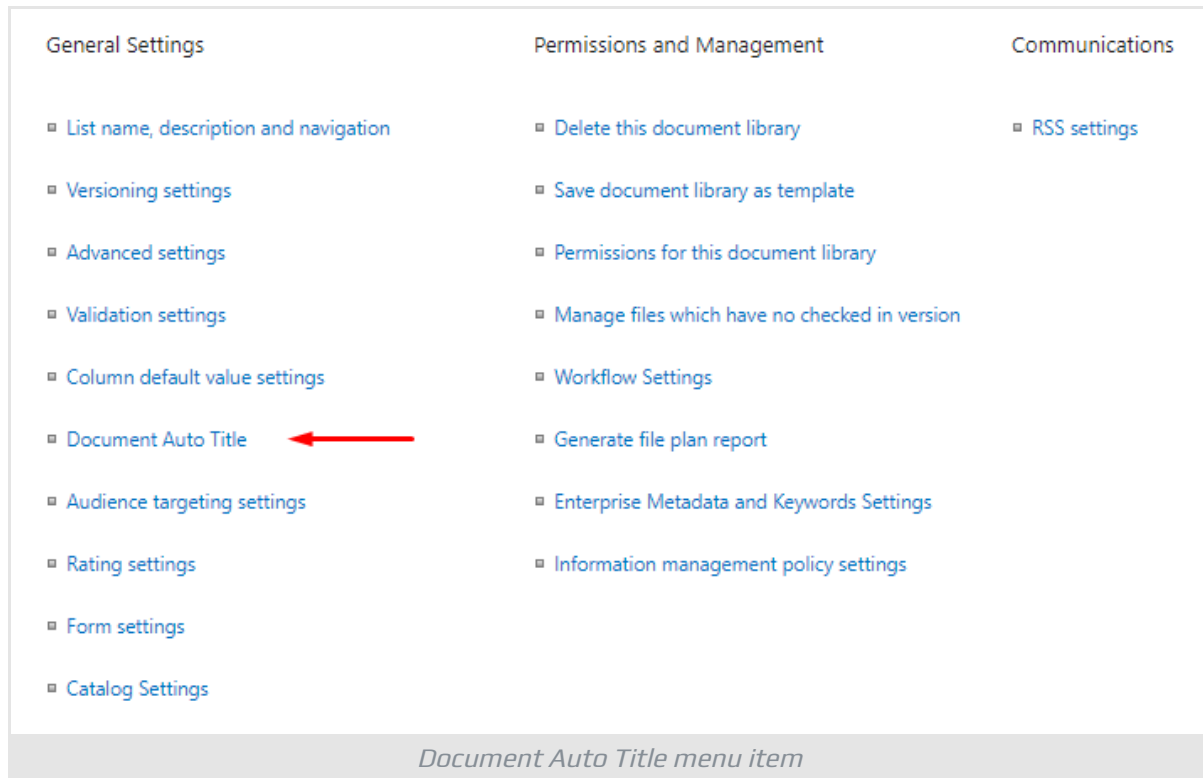 General Settings
List name, description and navigation
Versioning settings
Advanced settings
Validation settings
Column default value settings
Document Auto Title
Audience targeting settings
Rating settings
Form settings
Catalog Settings
Permissions and Management
Delete this document library
Save document library as template
Permissions for this document library
Manage files which have no checked in version
Workflow Settings
Generate file plan report
Enterprise Metadata and Keywords Settings
Information management policy settings
Communications
RSS settings
Document Auto Title menu item